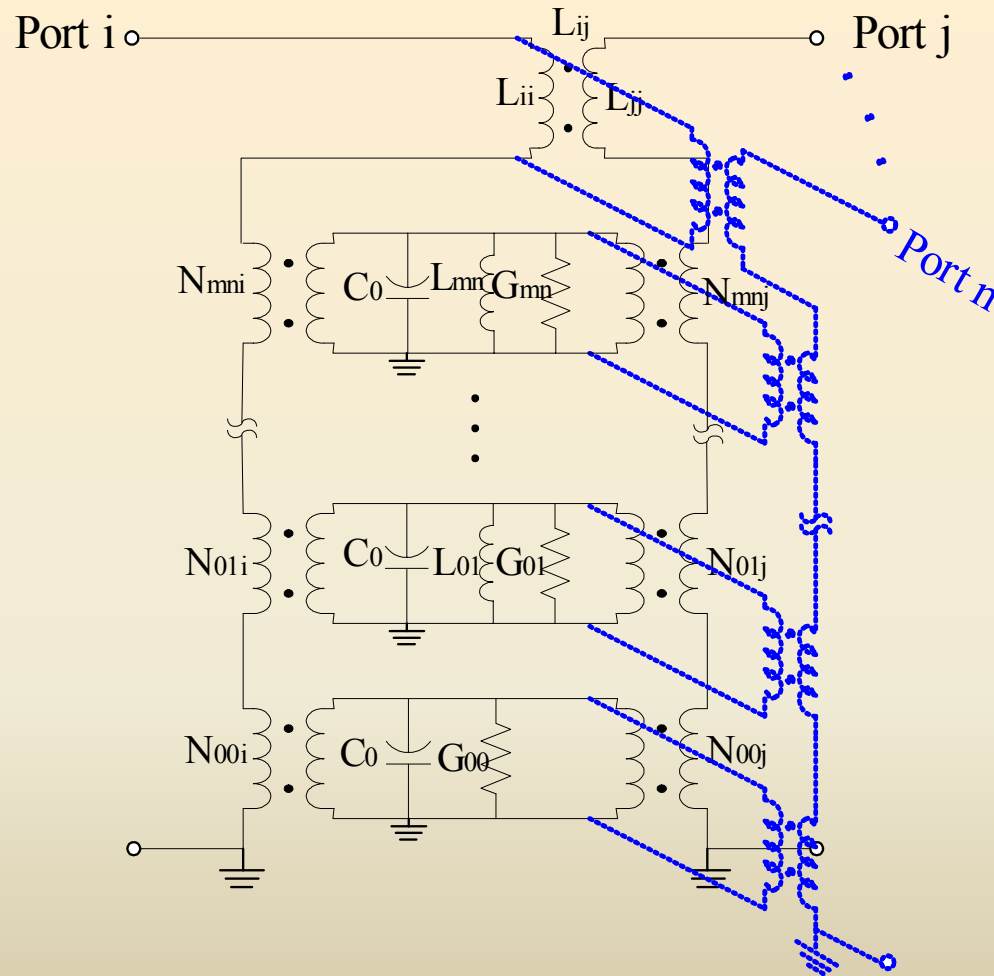 Port i
Lij
Port j
Lii
Ljj
Nmni
C0
Lmn
Gmn
Nmnj
Port n
N01i
C0
L01
G01
N01j
N00i
C0
G00
N00j